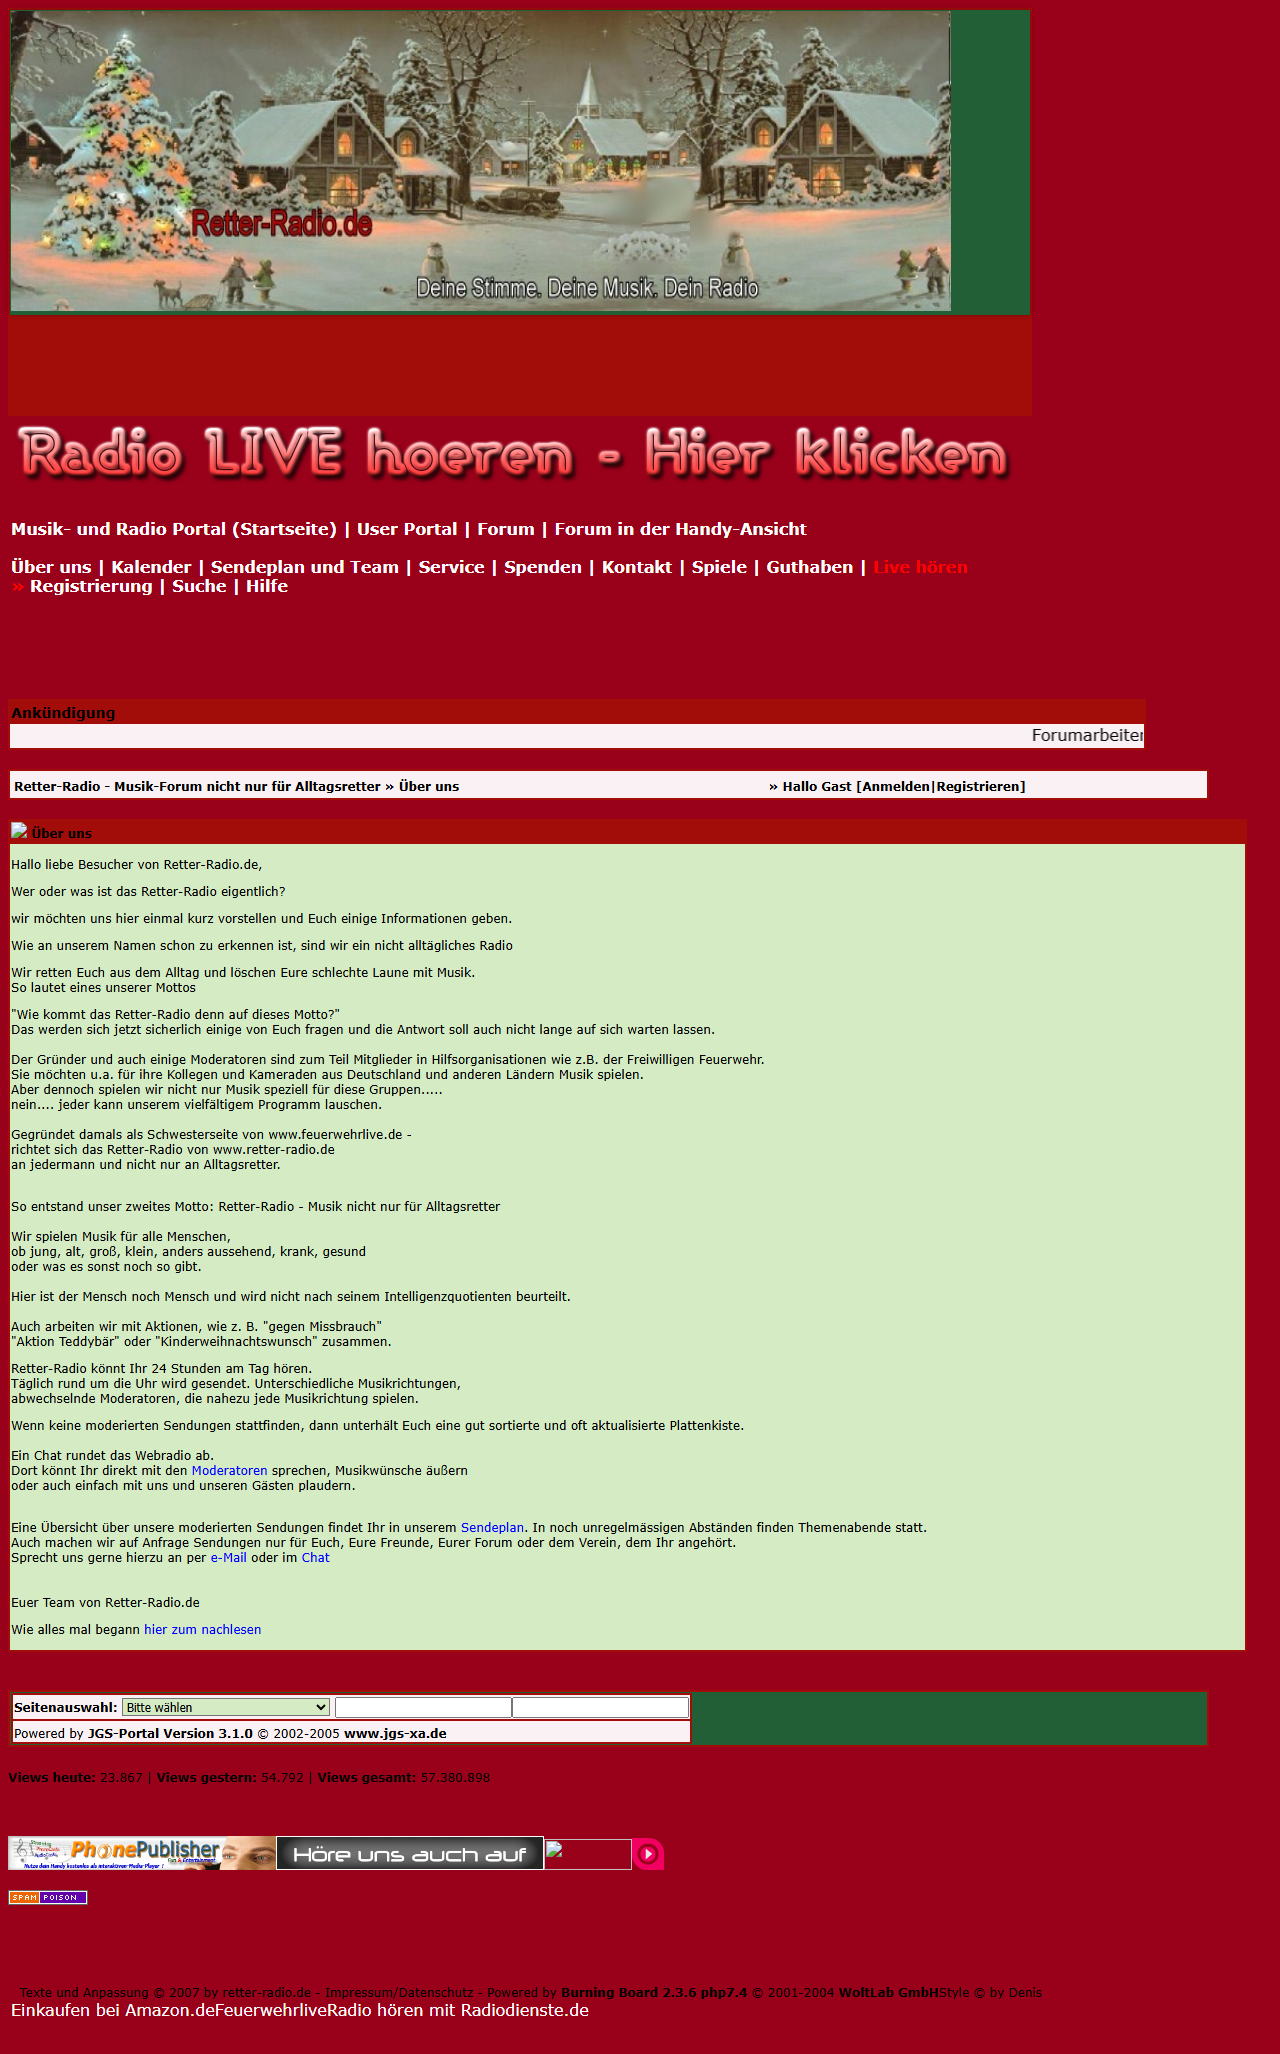 Retter-Radio.de
Deine Stimme. Deine Musik. Dein Radio
Radio LIVE hoeren - Hier klicken
Musik- und Radio Portal (Startseite) | User Portal | Forum | Forum in der Handy-Ansicht
Über uns | Kalender | Sendeplan und Team | Service | Spenden | Kontakt | Spiele | Guthaben | Live hören
» Registrierung | Suche | Hilfe
Ankündigung
Forumarbeiten
Retter-Radio - Musik-Forum nicht nur für Alltagsretter » Über uns » Hallo Gast [Anmelden|Registrieren]
Über uns
Hallo liebe Besucher von Retter-Radio.de,
Wer oder was ist das Retter-Radio eigentlich?
wir möchten uns hier einmal kurz vorstellen und Euch einige Informationen geben.
Wie an unserem Namen schon zu erkennen ist, sind wir ein nicht alltägliches Radio
Wir retten Euch aus dem Alltag und löschen Eure schlechte Laune mit Musik.
So lautet eines unserer Mottos
"Wie kommt das Retter-Radio denn auf dieses Motto?"
Das werden sich jetzt sicherlich einige von Euch fragen und die Antwort soll auch nicht lange auf sich warten lassen.
Der Gründer und auch einige Moderatoren sind zum Teil Mitglieder in Hilfsorganisationen wie z.B. der Freiwilligen Feuerwehr.
Sie möchten u.a. für ihre Kollegen und Kameraden aus Deutschland und anderen Ländern Musik spielen.
Aber dennoch spielen wir nicht nur Musik speziell für diese Gruppen.....
nein.... jeder kann unserem vielfältigem Programm lauschen.
Gegründet damals als Schwesterseite von www.feuerwehrlive.de -
richtet sich das Retter-Radio von www.retter-radio.de
an jedermann und nicht nur an Alltagsretter.
So entstand unser zweites Motto: Retter-Radio - Musik nicht nur für Alltagsretter
Wir spielen Musik für alle Menschen,
ob jung, alt, groß, klein, anders aussehend, krank, gesund
oder was es sonst noch so gibt.
Hier ist der Mensch noch Mensch und wird nicht nach seinem Intelligenzquotienten beurteilt.
Auch arbeiten wir mit Aktionen, wie z. B. "gegen Missbrauch"
"Aktion Teddybär" oder "Kinderweihnachtswunsch" zusammen.
Retter-Radio könnt Ihr 24 Stunden am Tag hören.
Täglich rund um die Uhr wird gesendet. Unterschiedliche Musikrichtungen,
abwechselnde Moderatoren, die nahezu jede Musikrichtung spielen.
Wenn keine moderierten Sendungen stattfinden, dann unterhält Euch eine gut sortierte und oft aktualisierte Plattenkiste.
Ein Chat rundet das Webradio ab.
Dort könnt Ihr direkt mit den Moderatoren sprechen, Musikwünsche äußern
oder auch einfach mit uns und unseren Gästen plaudern.
Eine Übersicht über unsere moderierten Sendungen findet Ihr in unserem Sendeplan. In noch unregelmässigen Abständen finden Themenabende statt.
Auch machen wir auf Anfrage Sendungen nur für Euch, Eure Freunde, Eurer Forum oder dem Verein, dem Ihr angehört.
Sprecht uns gerne hierzu an per e-Mail oder im Chat
Euer Team von Retter-Radio.de
Wie alles mal begann hier zum nachlesen
Seitenauswahl: Bitte wählen
Powered by JGS-Portal Version 3.1.0 © 2002-2005 www.jgs-xa.de
Views heute: 23.867 | Views gestern: 54.792 | Views gesamt: 57.380.898
PhonePublisher
Fun & Entertainment
Nutze dein Handy kostenlos als interaktiven Media-Player !
Höre uns auch auf
SPAM POISON
Texte und Anpassung © 2007 by retter-radio.de - Impressum/Datenschutz - Powered by Burning Board 2.3.6 php7.4 © 2001-2004 WoltLab GmbHStyle © by Denis
Einkaufen bei Amazon.deFeuerwehrliveRadio hören mit Radiodienste.de